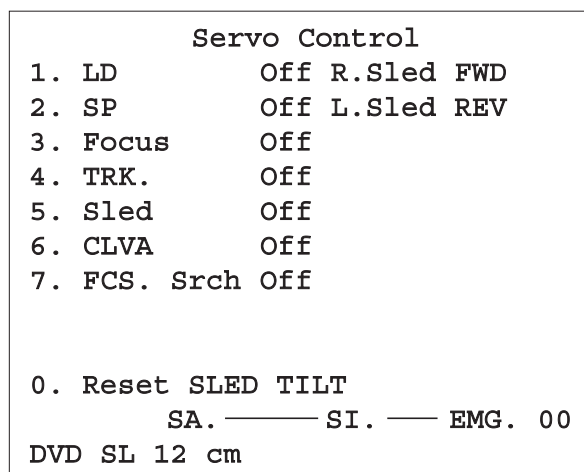 Servo Control
1. LD Off R.Sled FWD
2. SP Off L.Sled REV
3. Focus Off
4. TRK. Off
5. Sled Off
6. CLVA Off
7. FCS. Srch Off
0. Reset SLED TILT
SA. ——— SI. —— EMG. 00
DVD SL 12 cm